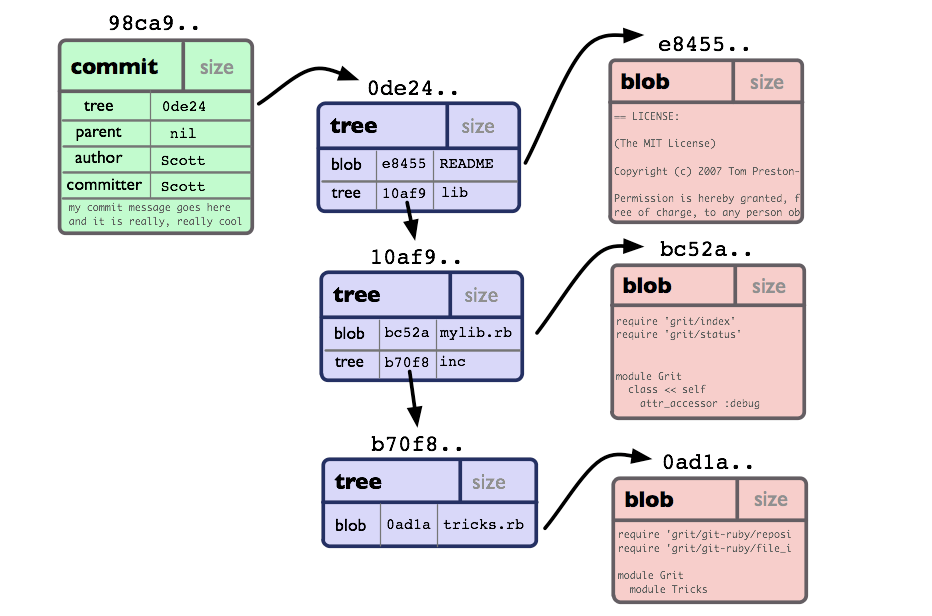 98ca9..
commit size
tree 0de24
parent nil
author Scott
committer Scott
my commit message goes here
and it is really, really cool
0de24..
tree size
blob e8455 README
tree 10af9 lib
10af9..
tree size
blob bc52a mylib.rb
tree b70f8 inc
b70f8..
tree size
blob 0ad1a tricks.rb
e8455..
blob size
== LICENSE:
(The MIT License)
Copyright (c) 2007 Tom Preston-
Permission is hereby granted, f
ree of charge, to any person ob
bc52a..
blob size
require 'grit/index'
require 'grit/status'
module Grit
class << self
attr_accessor :debug
0ad1a..
blob size
require 'grit/git-ruby/reposi
require 'grit/git-ruby/file_i
module Grit
module Tricks